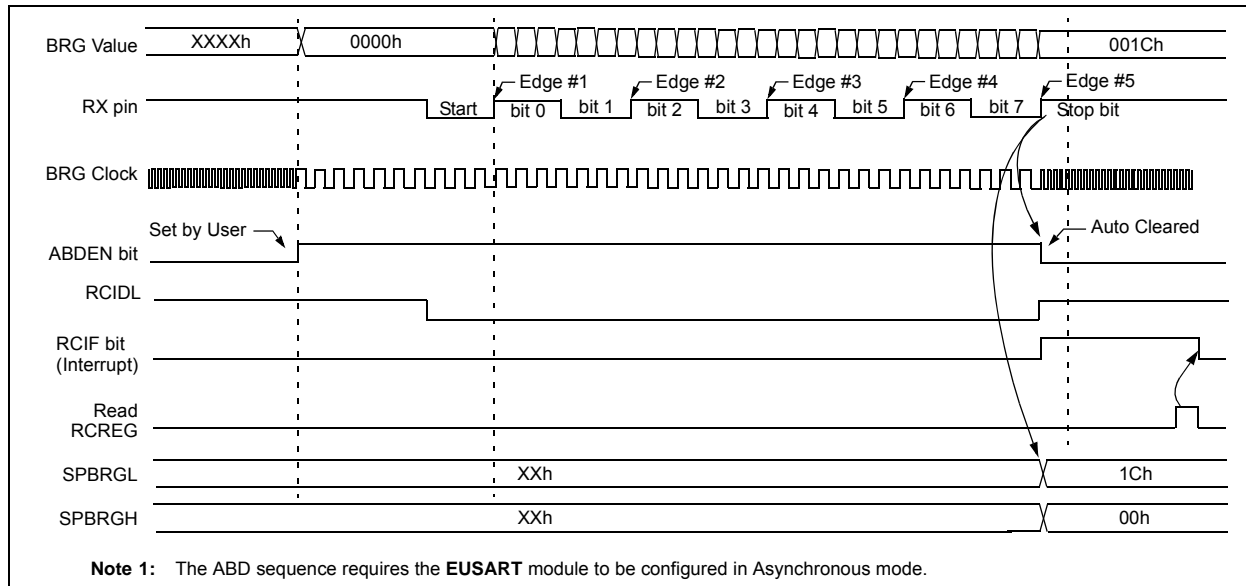 BRG Value
XXXXh
0000h
001Ch
Edge #1
Edge #2
Edge #3
Edge #4
Edge #5
RX pin
Start
bit 0
bit 1
bit 2
bit 3
bit 4
bit 5
bit 6
bit 7
Stop bit
BRG Clock
Set by User
Auto Cleared
ABDEN bit
RCIDL
RCIF bit
(Interrupt)
Read
RCREG
SPBRGL
XXh
1Ch
SPBRGH
XXh
00h
Note 1: The ABD sequence requires the EUSART module to be configured in Asynchronous mode.